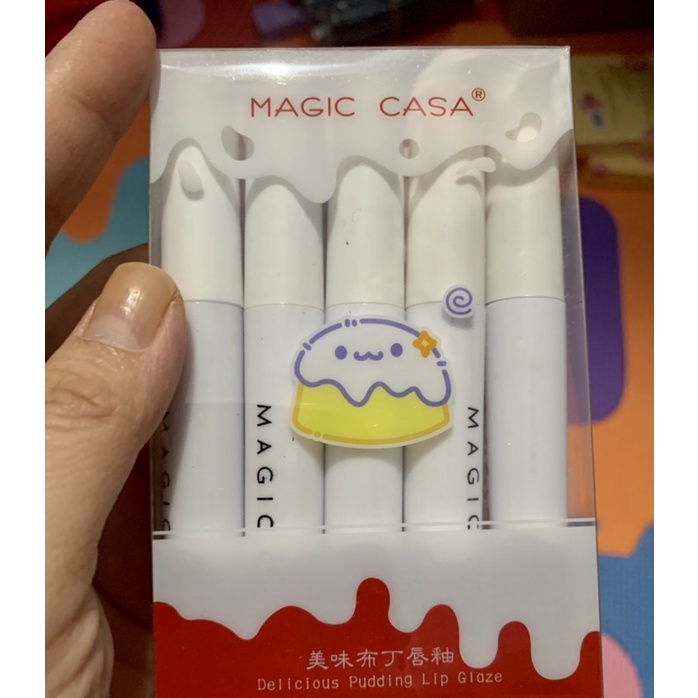 MAGIC CASA®
MAGIC
MAGIC
美味布丁唇釉
Delicious Pudding Lip Glaze